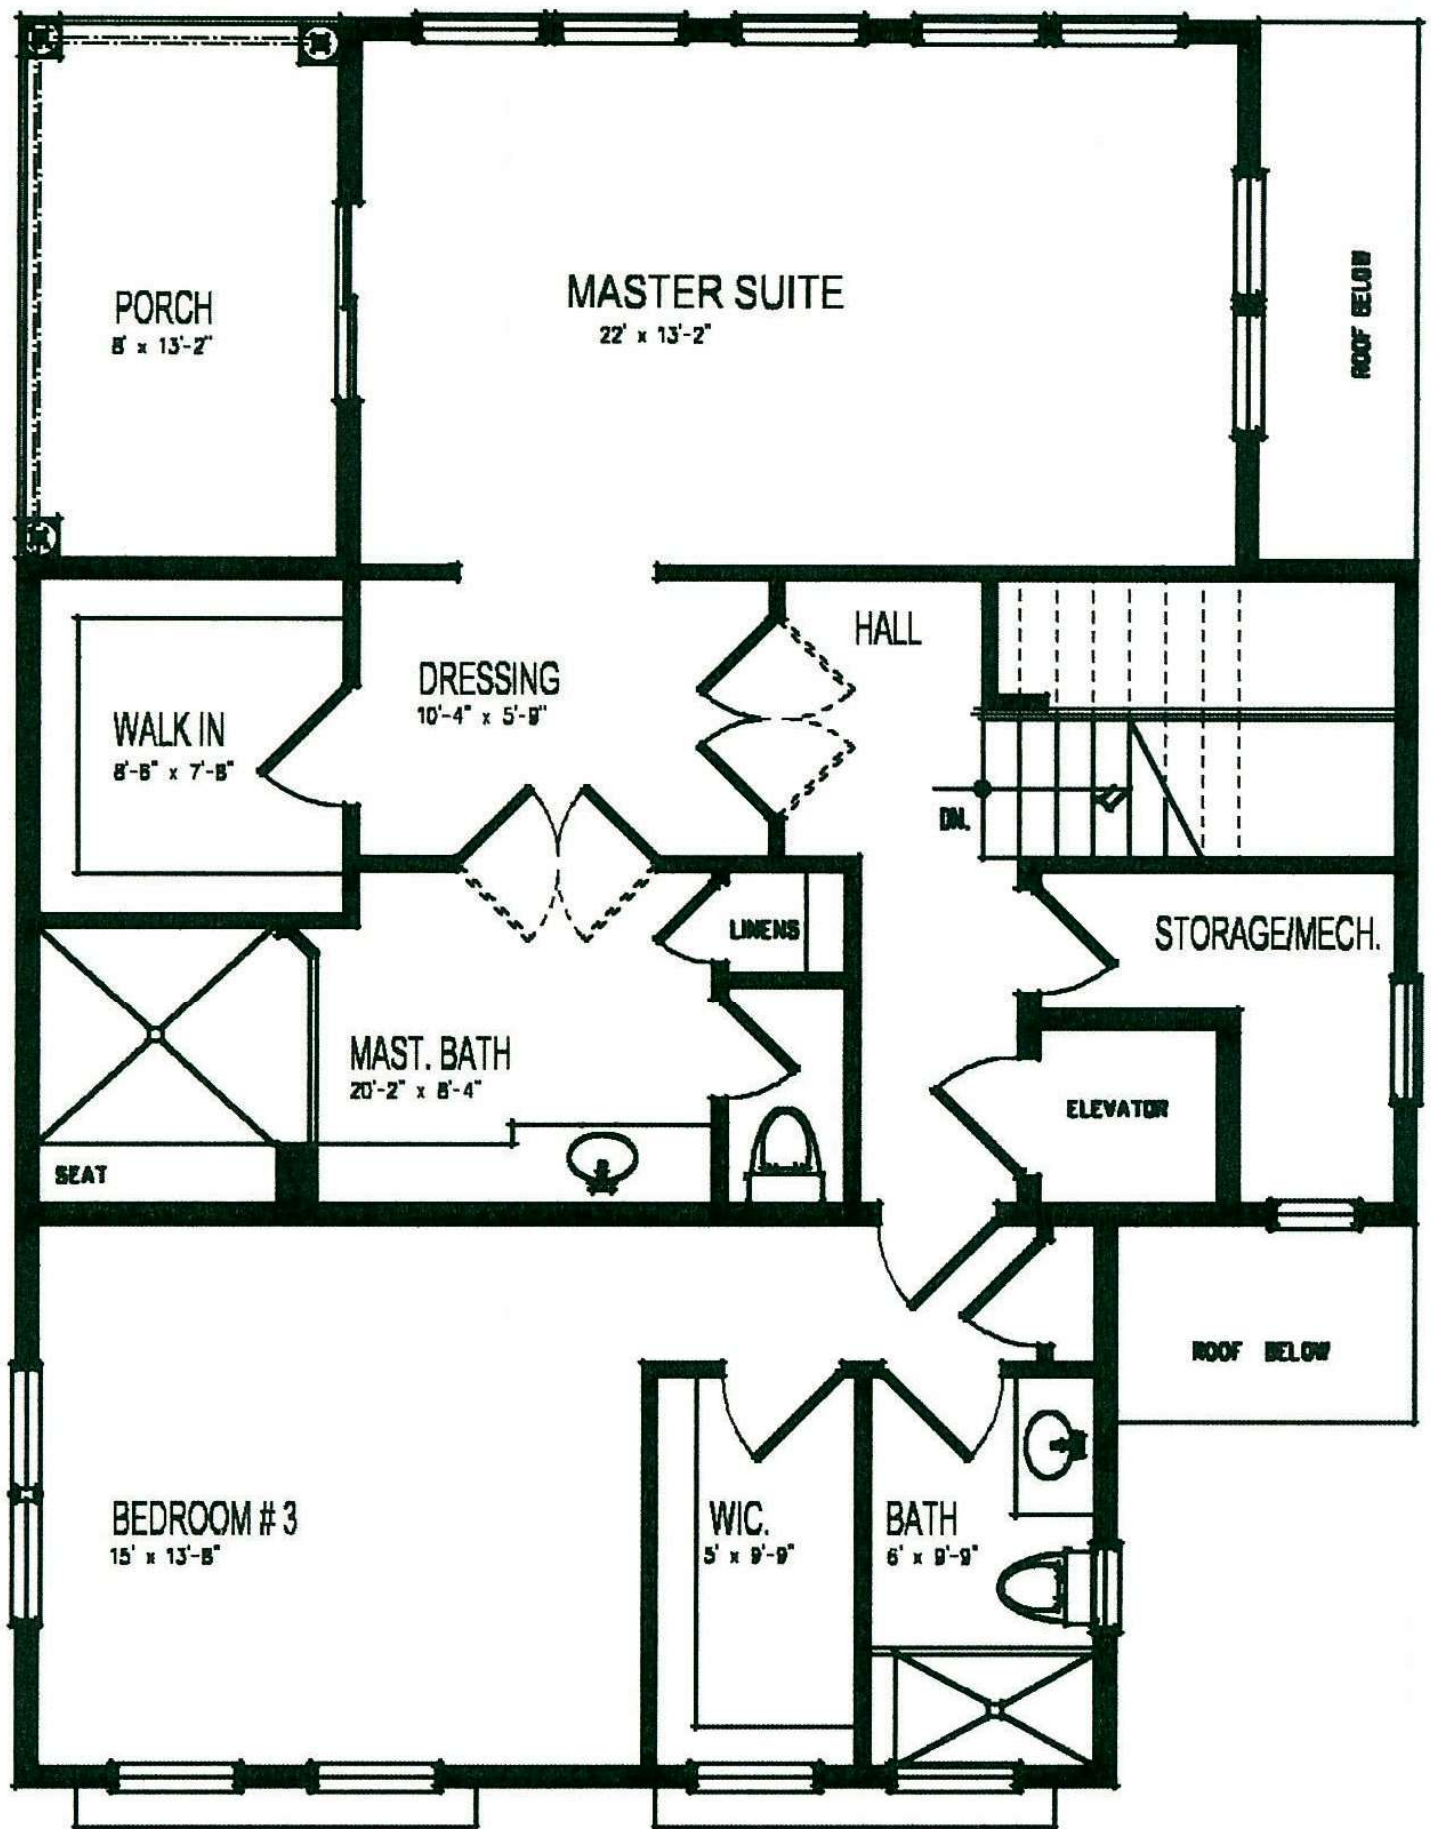 PORCH
8' x 13'-2"
MASTER SUITE
22' x 13'-2"
ROOF BELOW
HALL
DRESSING
10'-4" x 5'-9"
WALK IN
8'-6" x 7'-8"
DN.
LINENS
STORAGE/MECH.
MAST. BATH
20'-2" x 8'-4"
ELEVATOR
SEAT
ROOF BELOW
BEDROOM # 3
15' x 13'-8"
WIC.
5' x 9'-9"
BATH
6' x 9'-9"